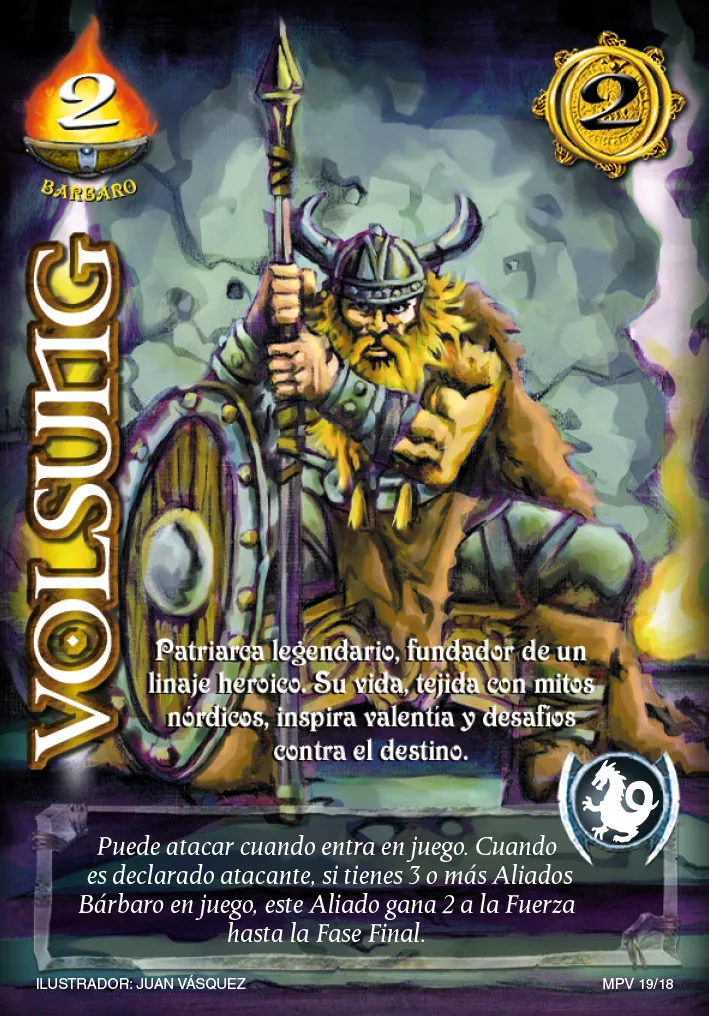 2
2
BARBARO
VOLSUNG
Patriarca legendario, fundador de un
linaje heroico. Su vida, tejida con mitos
nórdicos, inspira valentía y desafíos
contra el destino.
Puede atacar cuando entra en juego. Cuando
es declarado atacante, si tienes 3 o más Aliados
Bárbaro en juego, este Aliado gana 2 a la Fuerza
hasta la Fase Final.
ILUSTRADOR: JUAN VÁSQUEZ
MPV 19/18